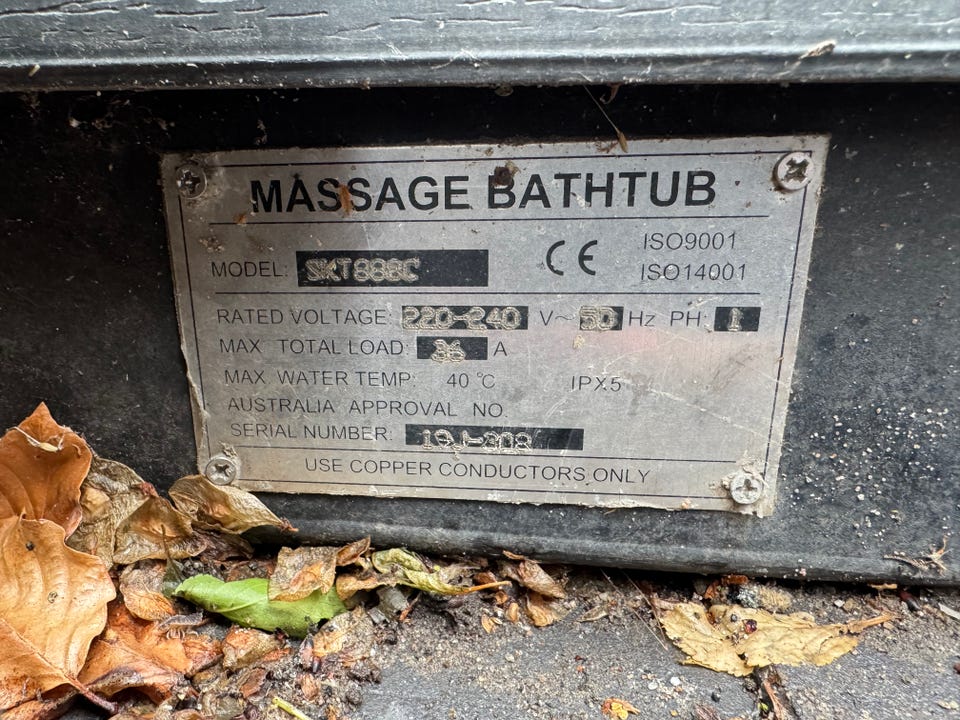 MASSAGE BATHTUB
MODEL: SKT888C CE ISO9001
ISO14001
RATED VOLTAGE: 220-240 V~ 50 Hz PH: 1
MAX TOTAL LOAD: 36 A
MAX WATER TEMP: 40 °C IPX5
AUSTRALIA APPROVAL NO.
SERIAL NUMBER:
USE COPPER CONDUCTORS ONLY